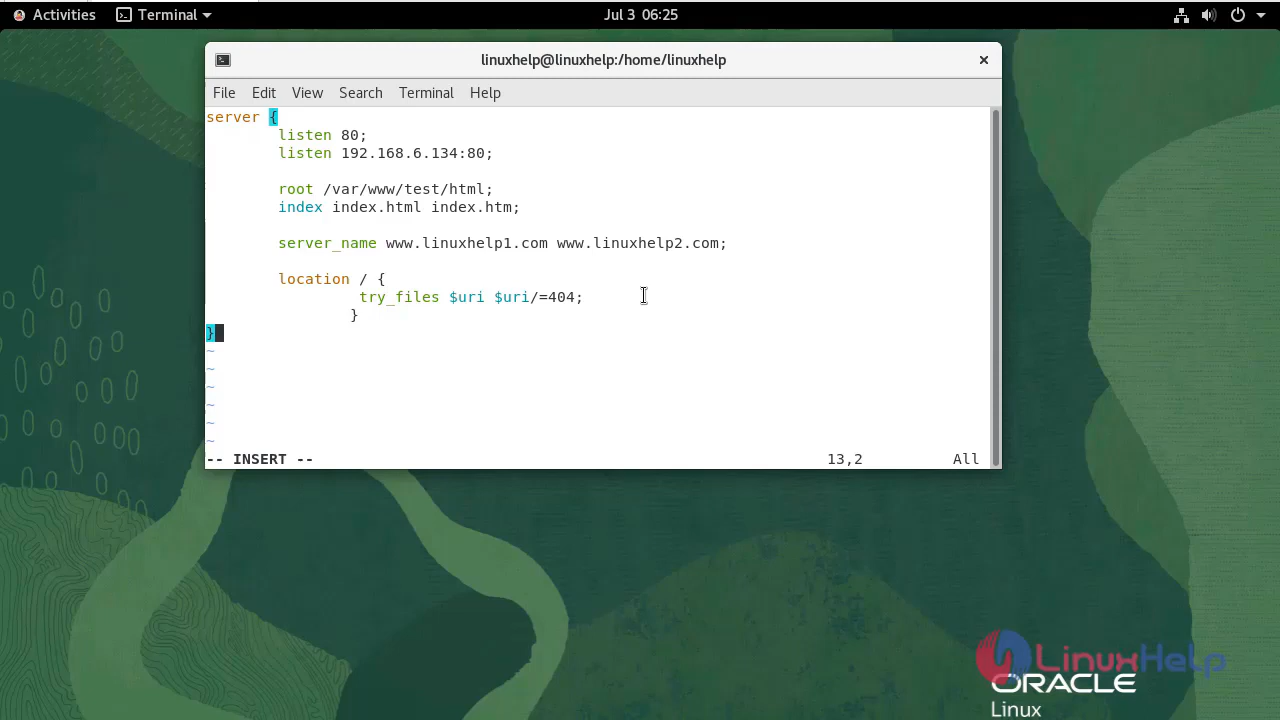 Activities Terminal Jul 3 06:25
linuxhelp@linuxhelp:/home/linuxhelp ×
File Edit View Search Terminal Help
server {
listen 80;
listen 192.168.6.134:80;
root /var/www/test/html;
index index.html index.htm;
server_name www.linuxhelp1.com www.linuxhelp2.com;
location / {
try_files $uri $uri/=404;
}
}
~
~
~
~
~
~
-- INSERT -- 13,2 All
LinuxHelp
ORACLE
Linux